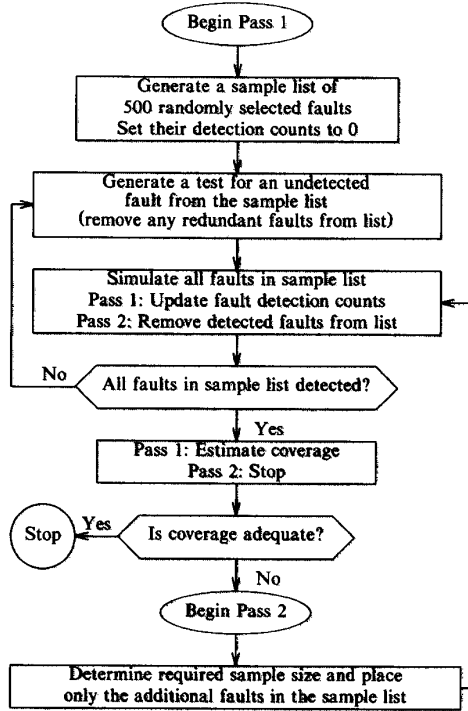 Begin Pass 1
Generate a sample list of
500 randomly selected faults
Set their detection counts to 0
Generate a test for an undetected
fault from the sample list
(remove any redundant faults from list)
Simulate all faults in sample list
Pass 1: Update fault detection counts
Pass 2: Remove detected faults from list
No
All faults in sample list detected?
Yes
Pass 1: Estimate coverage
Pass 2: Stop
Stop
Yes
Is coverage adequate?
No
Begin Pass 2
Determine required sample size and place
only the additional faults in the sample list